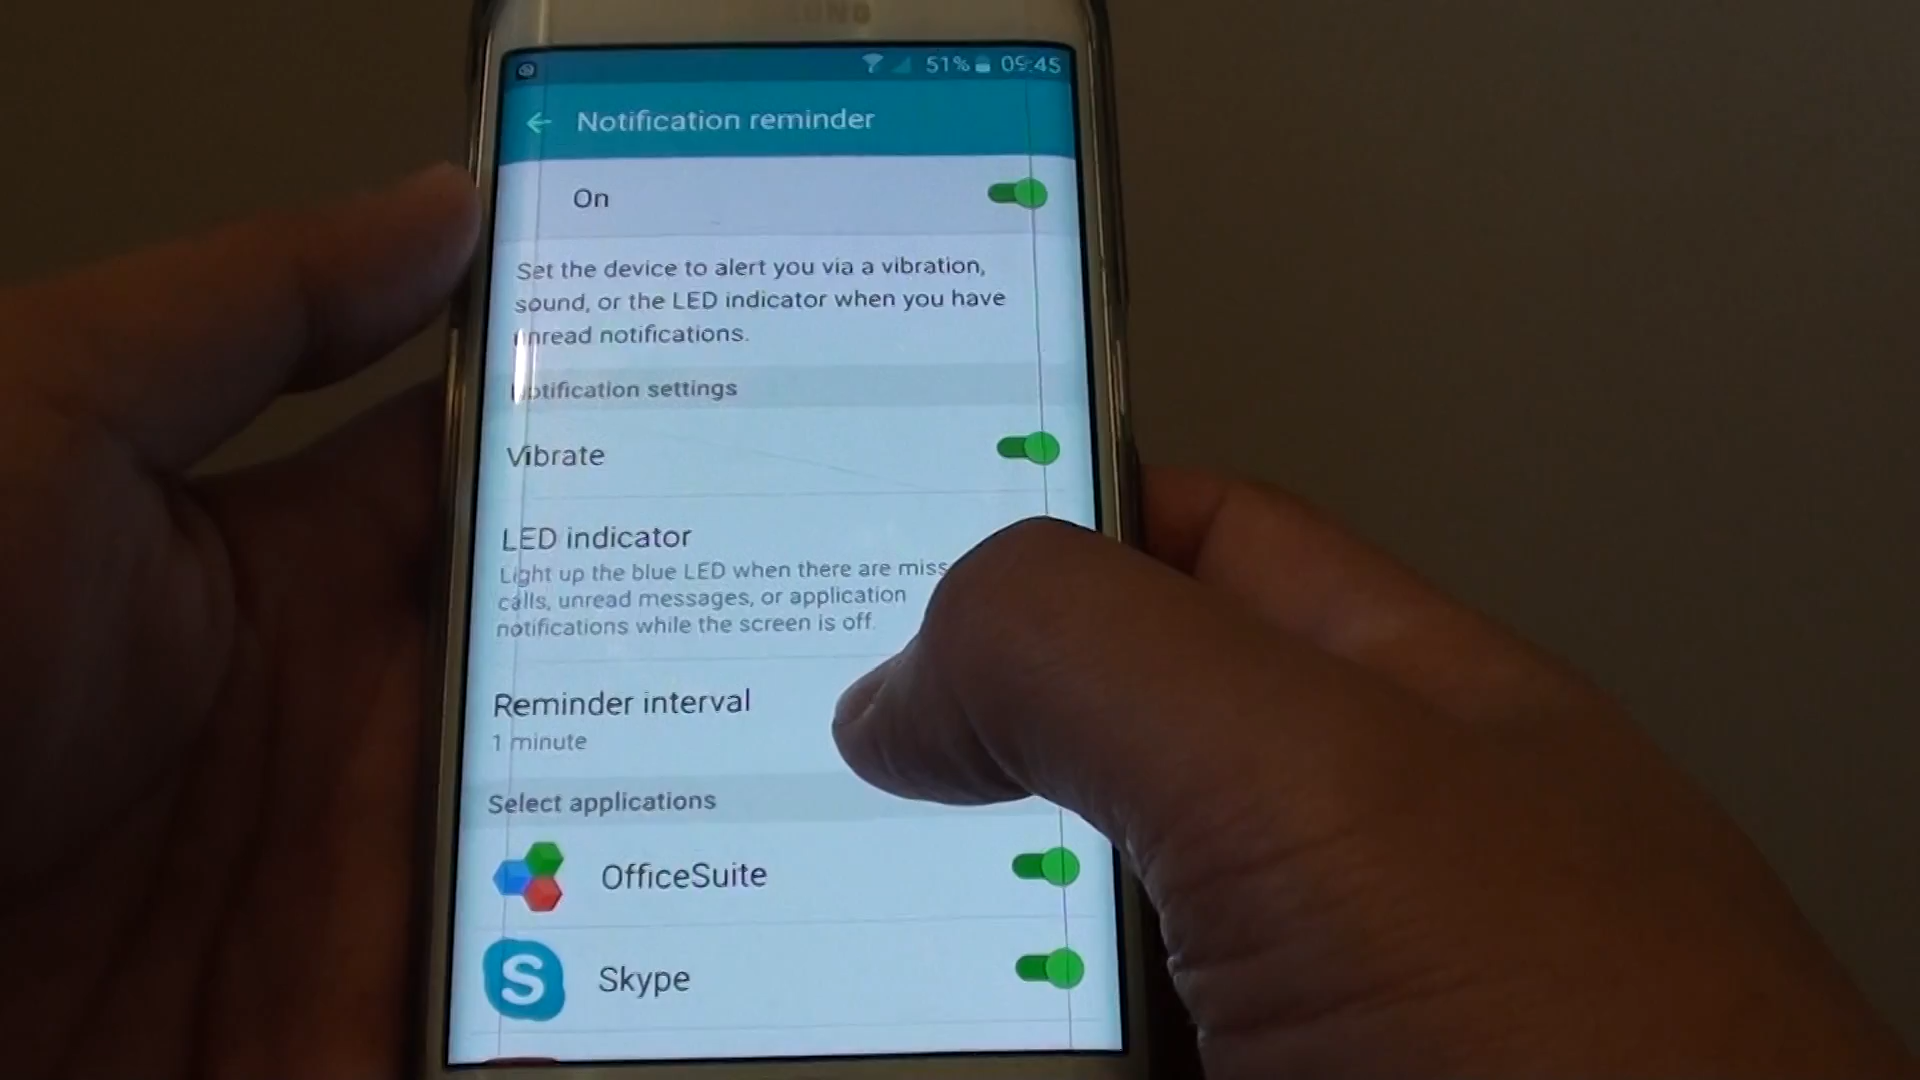 51% 09:45
Notification reminder
On
Set the device to alert you via a vibration,
sound, or the LED indicator when you have
unread notifications.
Notification settings
Vibrate
LED indicator
Light up the blue LED when there are miss
calls, unread messages, or application
notifications while the screen is off.
Reminder interval
1 minute
Select applications
OfficeSuite
S Skype